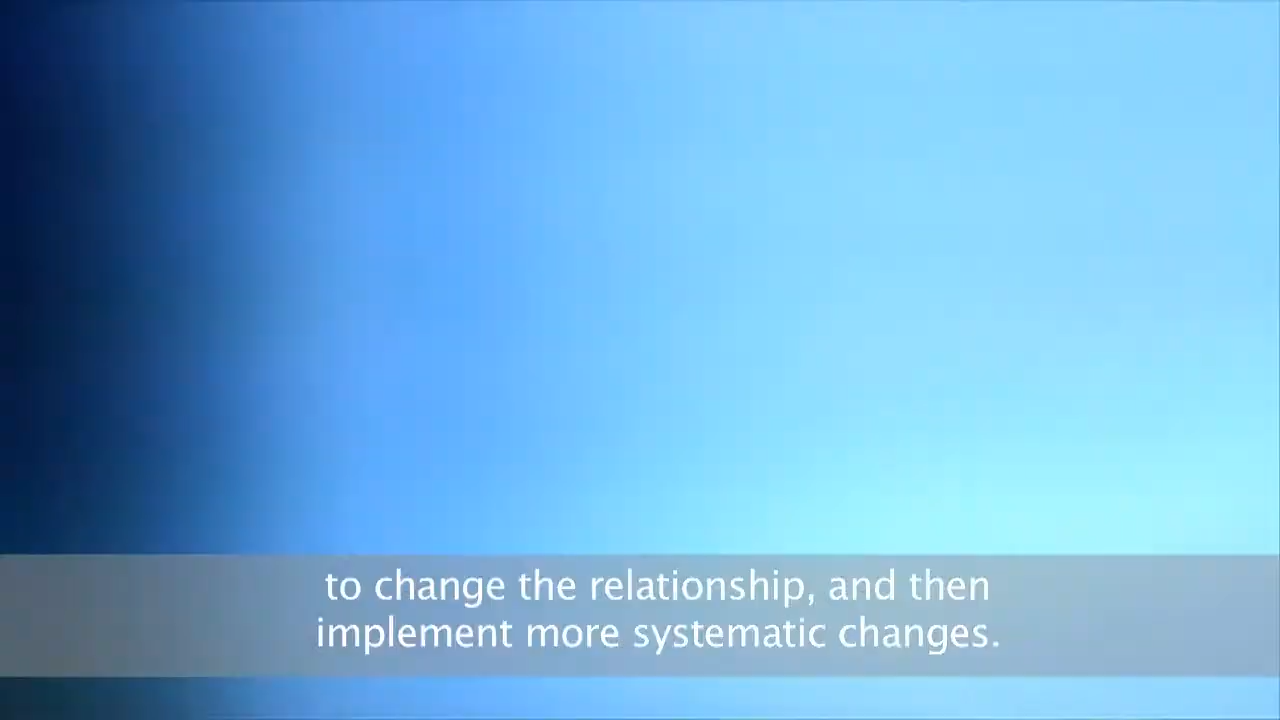 to change the relationship, and then
implement more systematic changes.